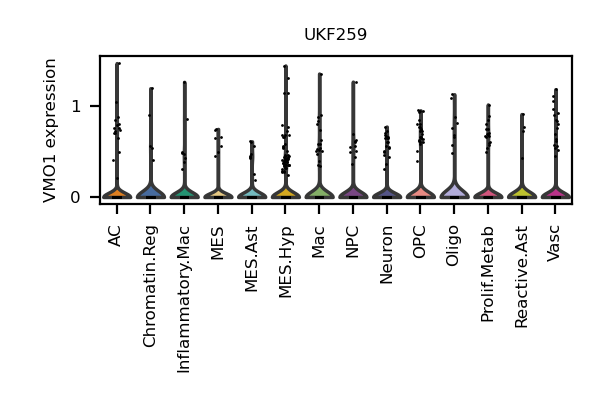 UKF259
VMO1 expression
1
0
AC
Chromatin.Reg
Inflammatory.Mac
MES
MES.Ast
MES.Hyp
Mac
NPC
Neuron
OPC
Oligo
Prolif.Metab
Reactive.Ast
Vasc